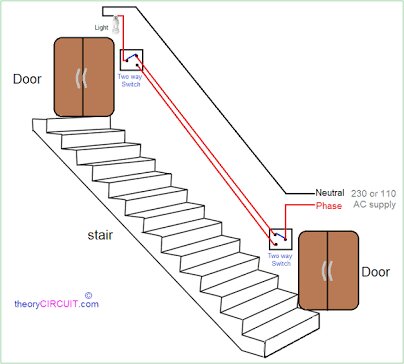 Light
Door
Two way
Switch
Neutral 230 or 110
Phase AC supply
stair
Two way
Switch
Door
©
theoryCIRCUIT.com